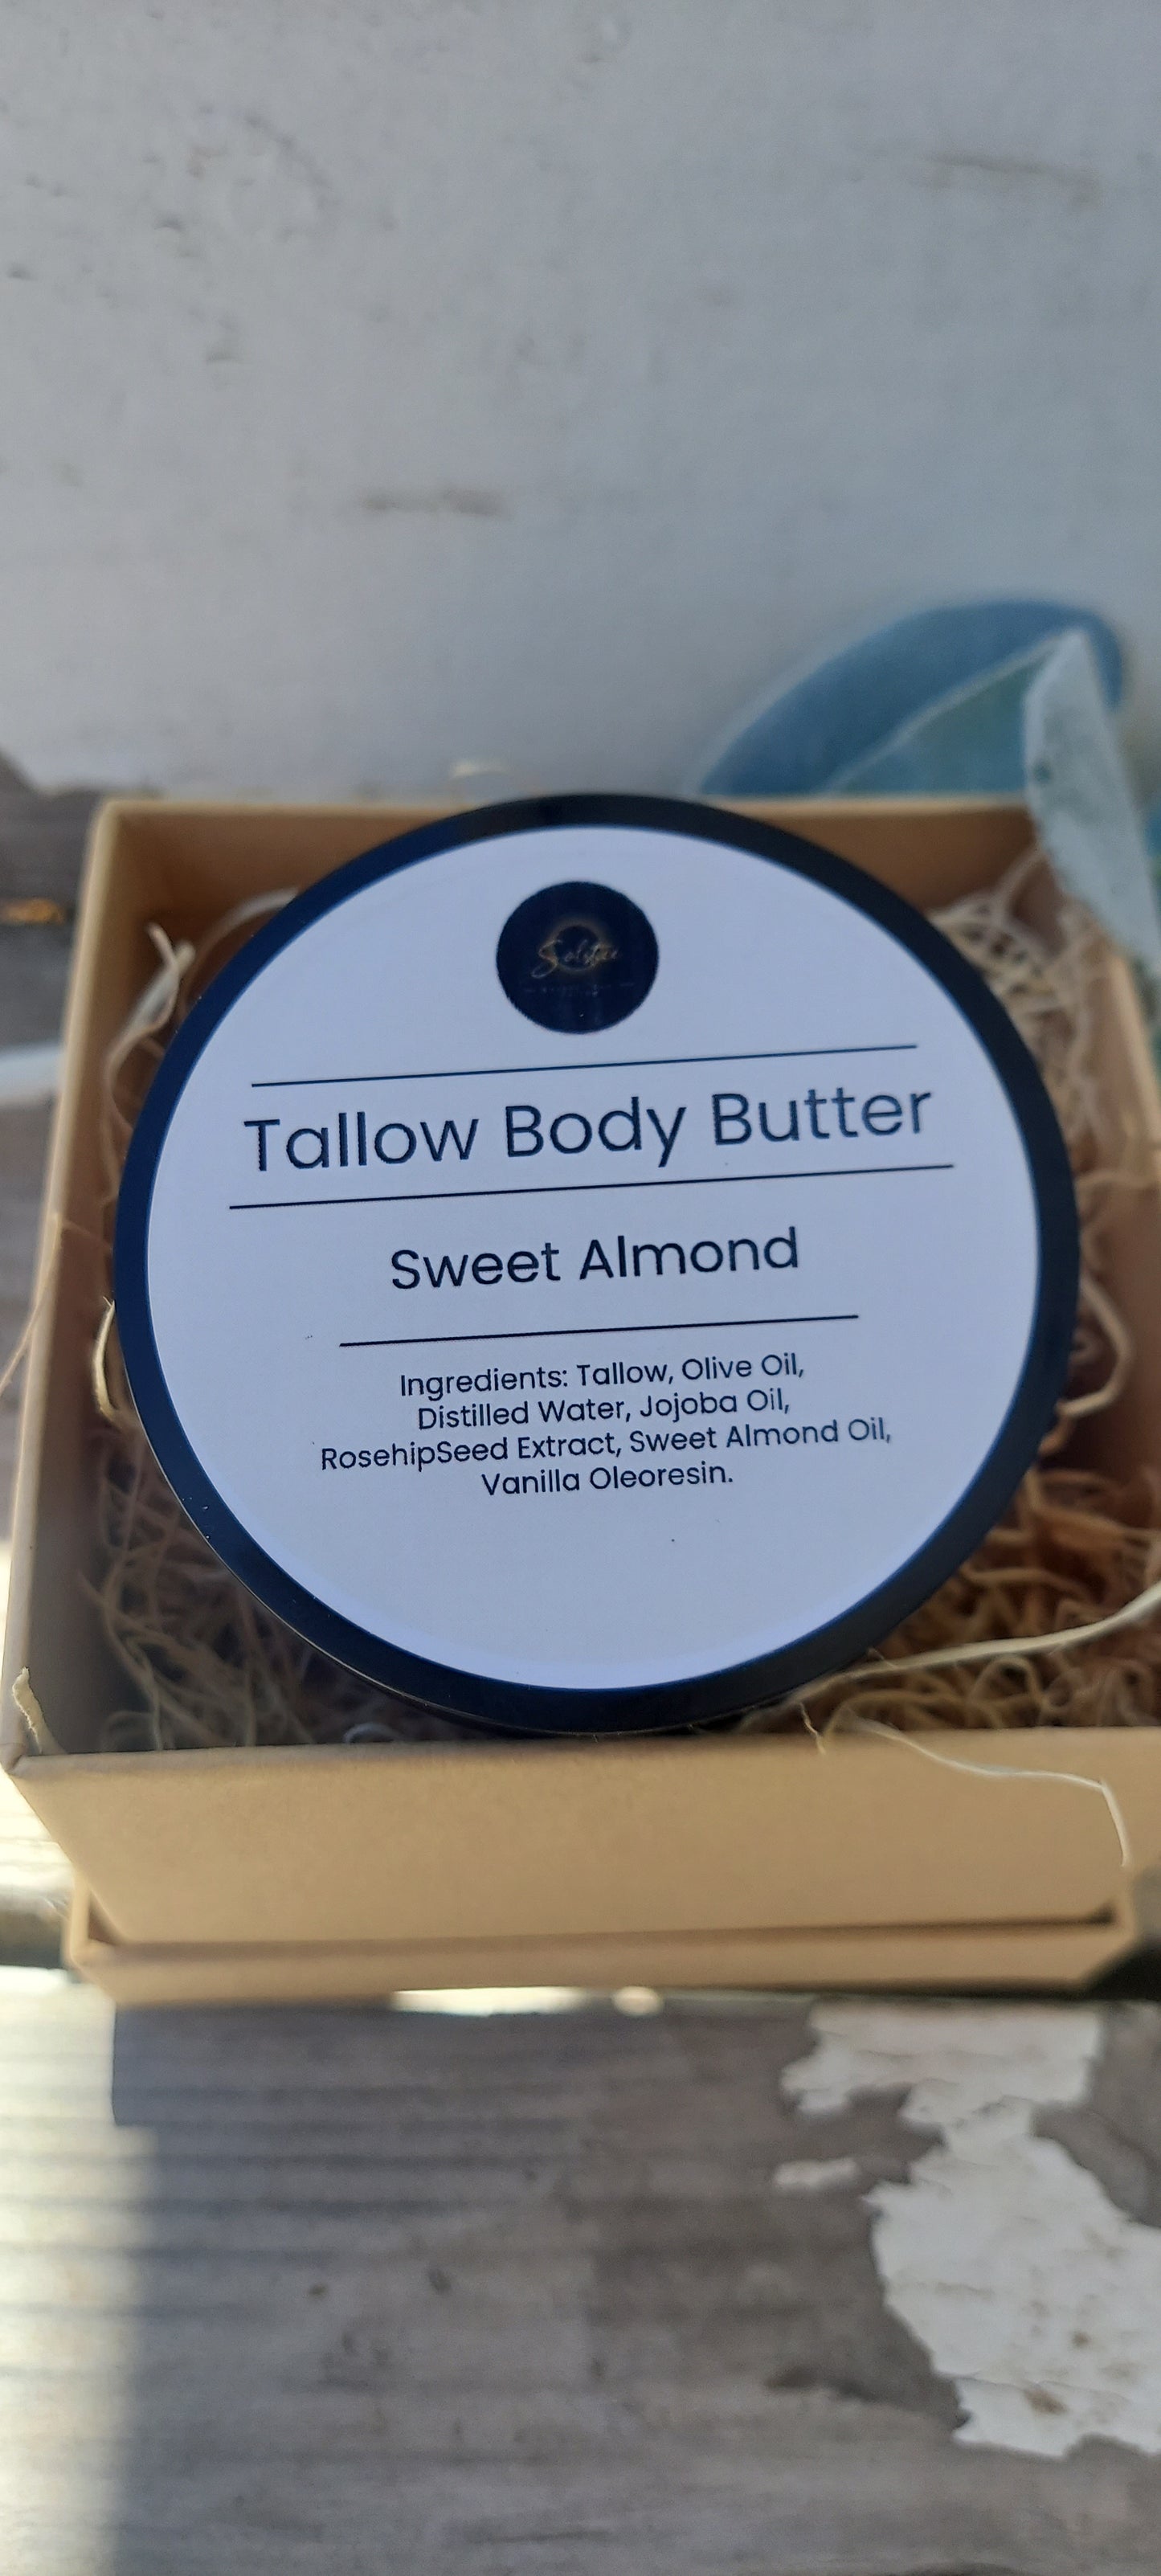 Solstice
Tallow Body Butter
Sweet Almond
Ingredients: Tallow, Olive Oil,
Distilled Water, Jojoba Oil,
RosehipSeed Extract, Sweet Almond Oil,
Vanilla Oleoresin.